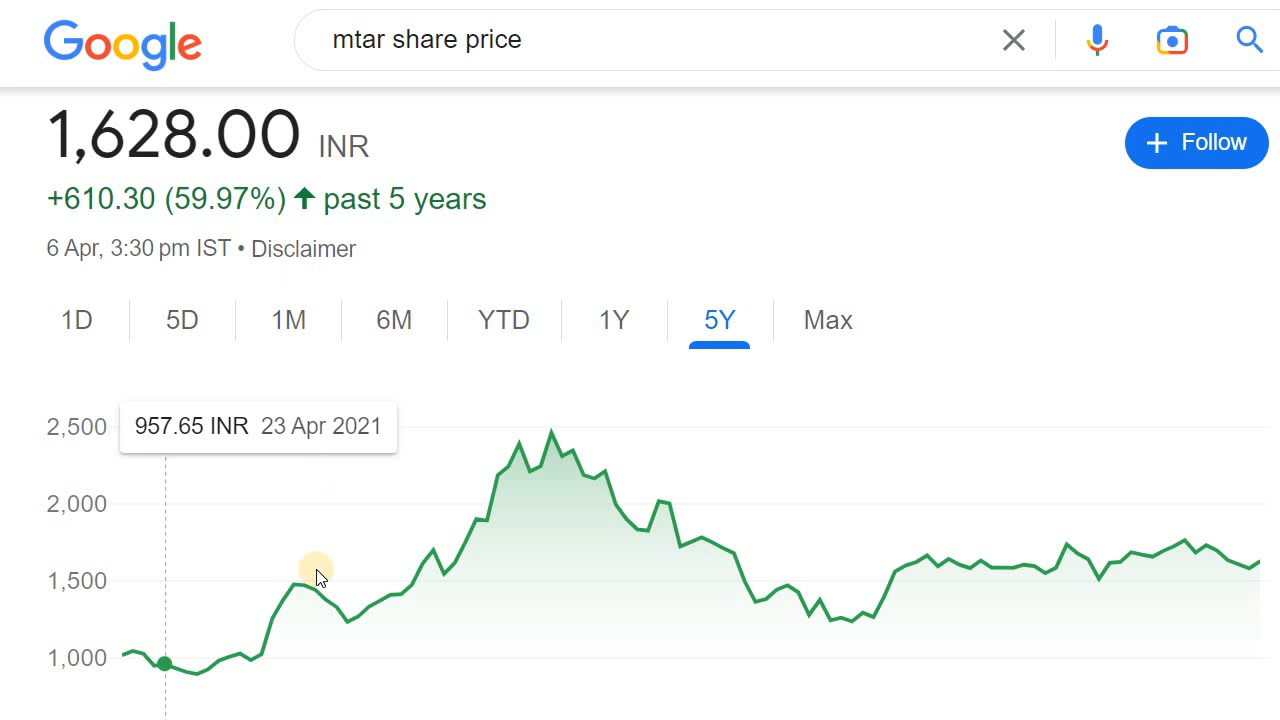 Google
mtar share price
1,628.00 INR
+ Follow
+610.30 (59.97%) ↑ past 5 years
6 Apr, 3:30 pm IST • Disclaimer
1D 5D 1M 6M YTD 1Y 5Y Max
957.65 INR 23 Apr 2021
2,500
2,000
1,500
1,000